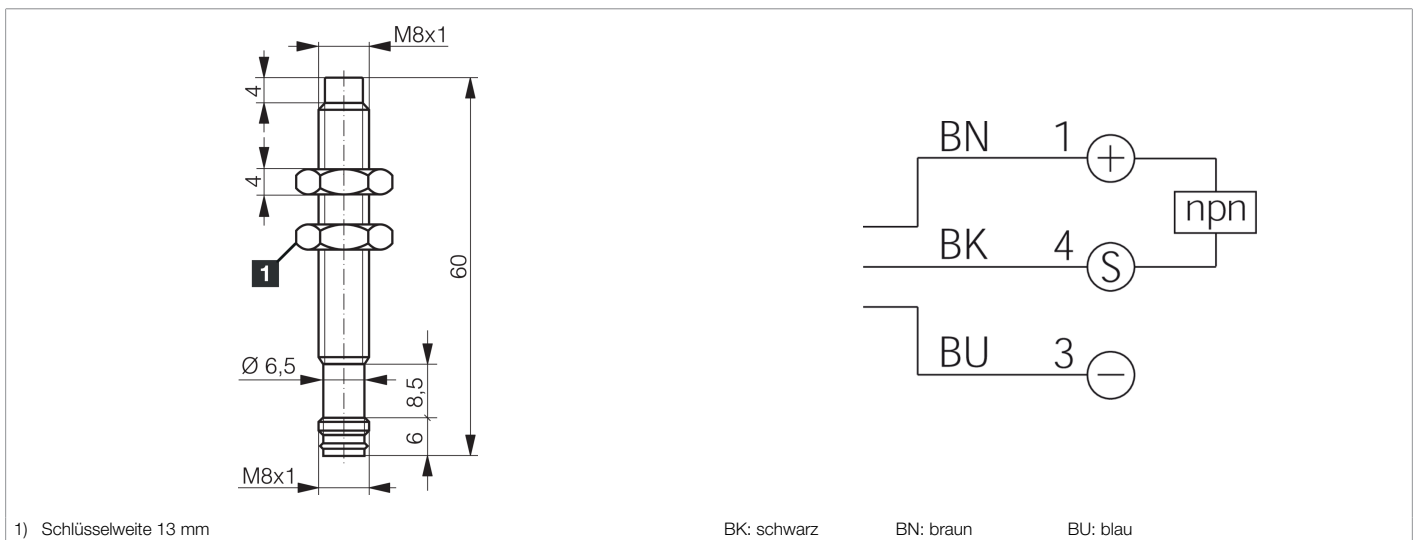 M8x1
4
4
1
60
Ø 6,5
8,5
6
M8x1
BN 1 +
npn
BK 4 S
BU 3 −
1) Schlüsselweite 13 mm
BK: schwarz BN: braun BU: blau